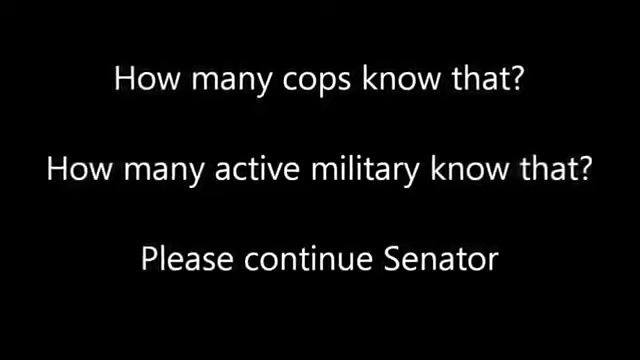 How many cops know that?
How many active military know that?
Please continue Senator